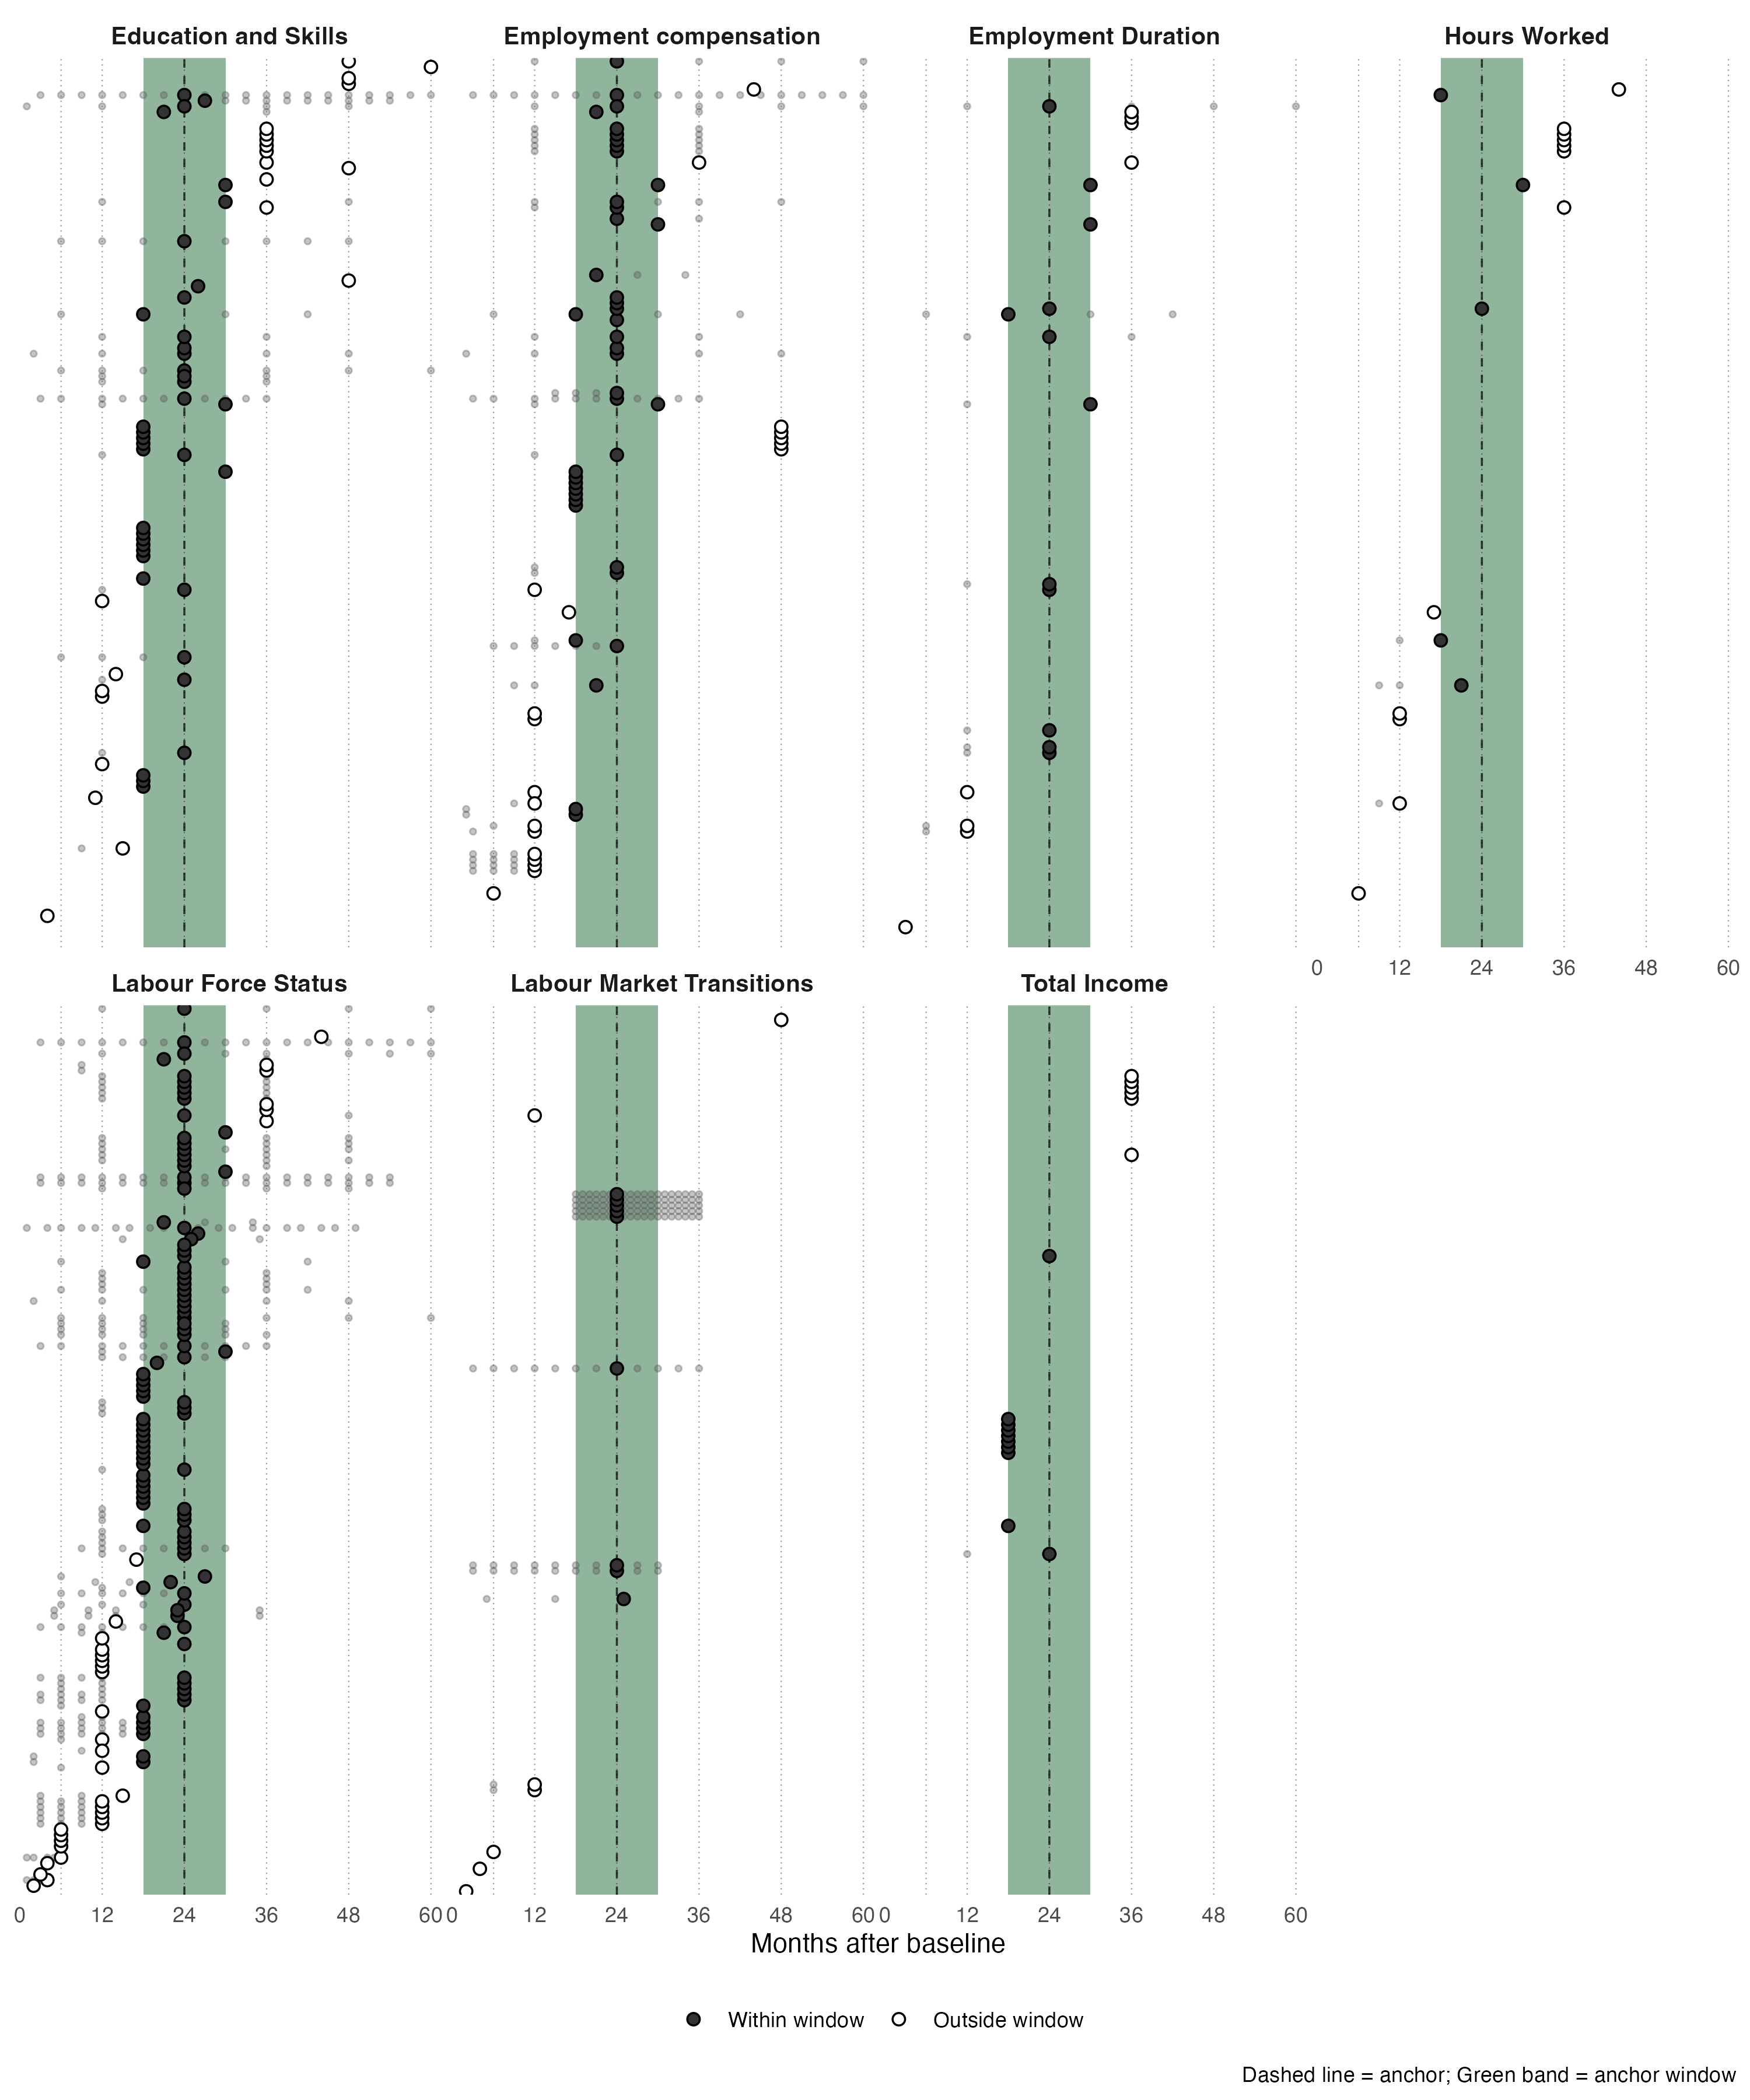 Education and Skills Employment compensation Employment Duration Hours Worked
0 12 24 36 48 60
Labour Force Status Labour Market Transitions Total Income
0 12 24 36 48 60 0 12 24 36 48 60 0 12 24 36 48 60
Months after baseline
Within window Outside window
Dashed line = anchor; Green band = anchor window